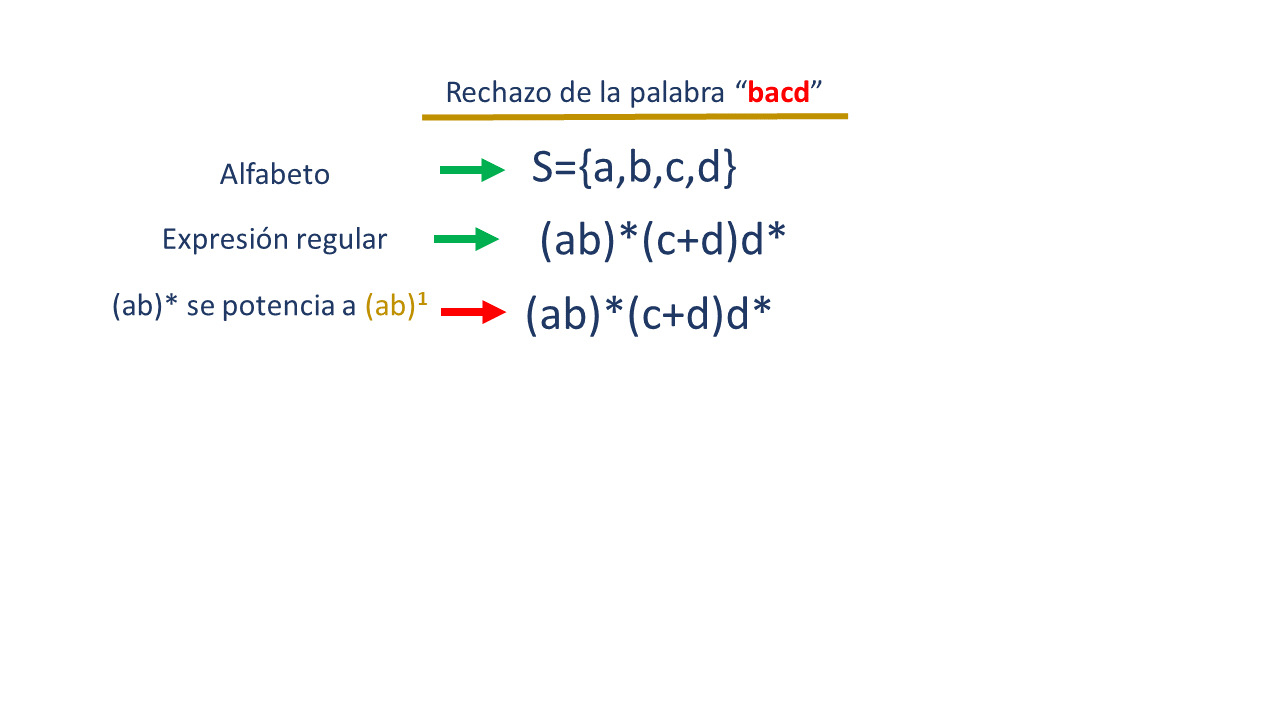 Rechazo de la palabra “bacd”
Alfabeto S={a,b,c,d}
Expresión regular (ab)*(c+d)d*
(ab)* se potencia a (ab)¹ (ab)*(c+d)d*